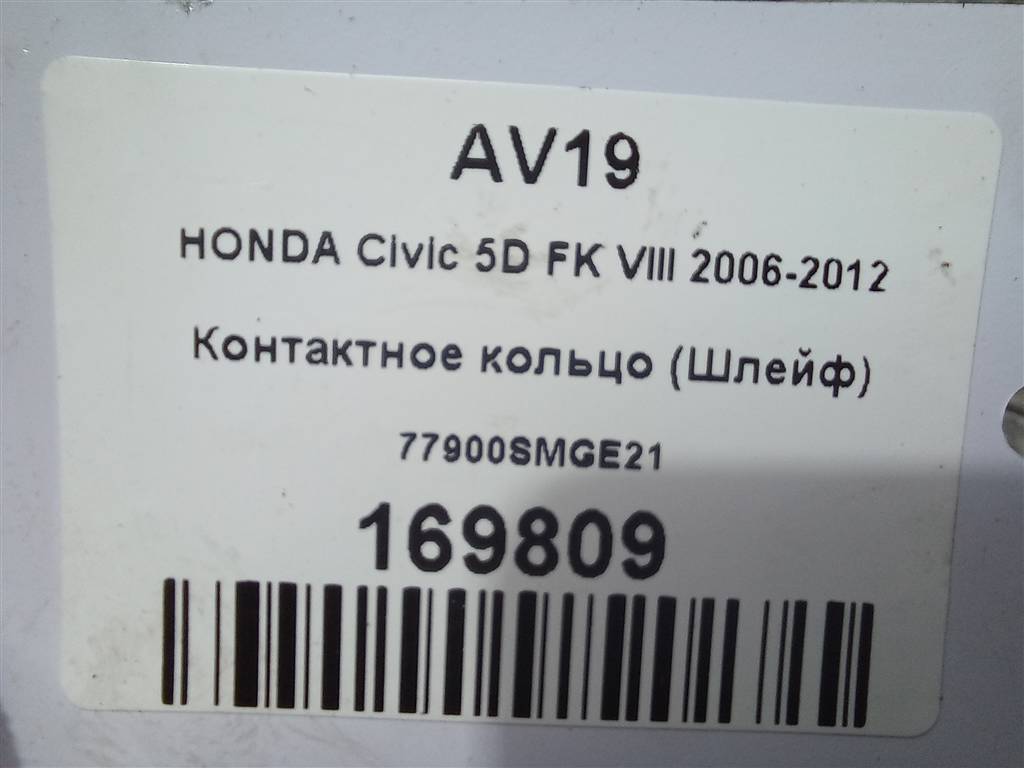 AV19
HONDA Civic 5D FK VIII 2006-2012
Контактное кольцо (Шлейф)
77900SMGE21
169809